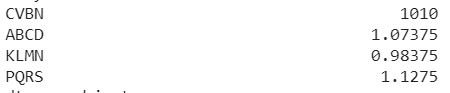 CVBN 1010
ABCD 1.07375
KLMN 0.98375
PQRS 1.1275